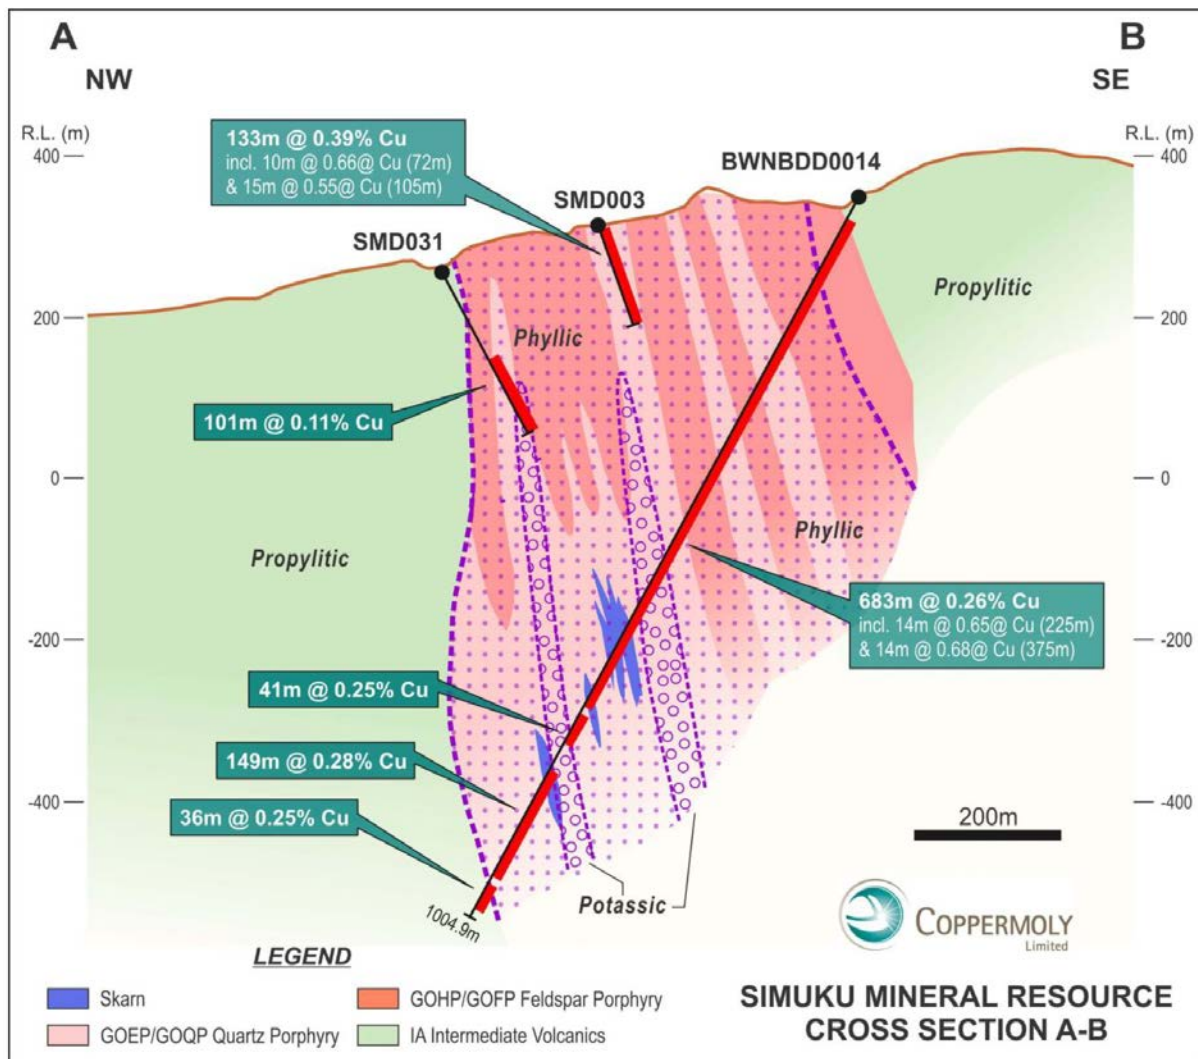 A
B
NW
SE
R.L. (m)
R.L. (m)
133m @ 0.39% Cu
incl. 10m @ 0.66@ Cu (72m)
& 15m @ 0.55@ Cu (105m)
400
400
BWNBDD0014
SMD003
SMD031
Propylitic
200
200
Phyllic
101m @ 0.11% Cu
0
0
Phyllic
Propylitic
683m @ 0.26% Cu
incl. 14m @ 0.65@ Cu (225m)
& 14m @ 0.68@ Cu (375m)
-200
-200
41m @ 0.25% Cu
149m @ 0.28% Cu
-400
-400
36m @ 0.25% Cu
200m
Potassic
1004.9m
COPPERMOLY
Limited
LEGEND
Skarn
GOHP/GOFP Feldspar Porphyry
GOEP/GOQP Quartz Porphyry
IA Intermediate Volcanics
SIMUKU MINERAL RESOURCE
CROSS SECTION A-B